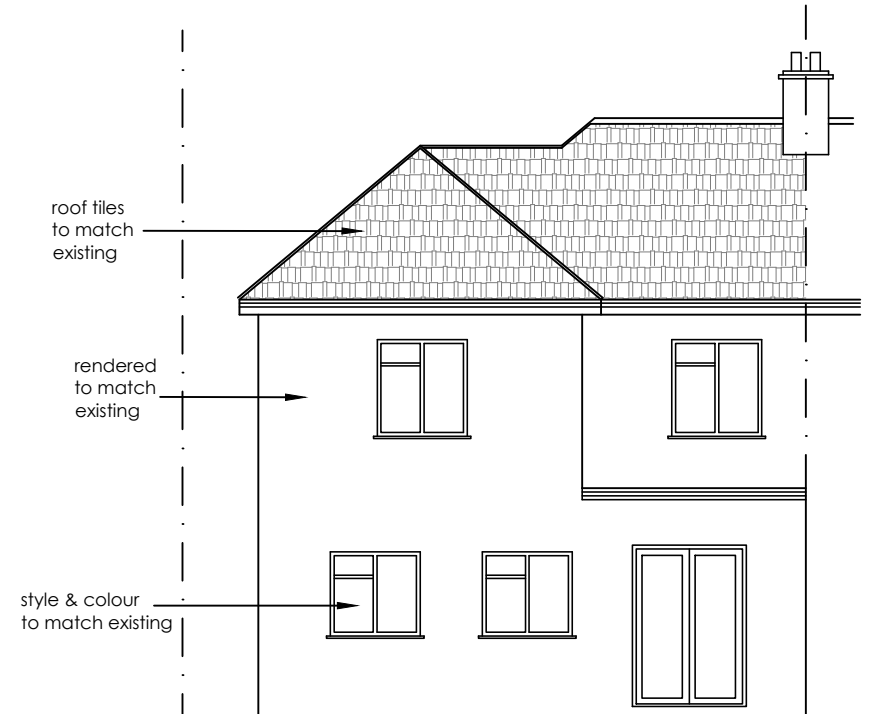 roof tiles
to match
existing
rendered
to match
existing
style & colour
to match existing